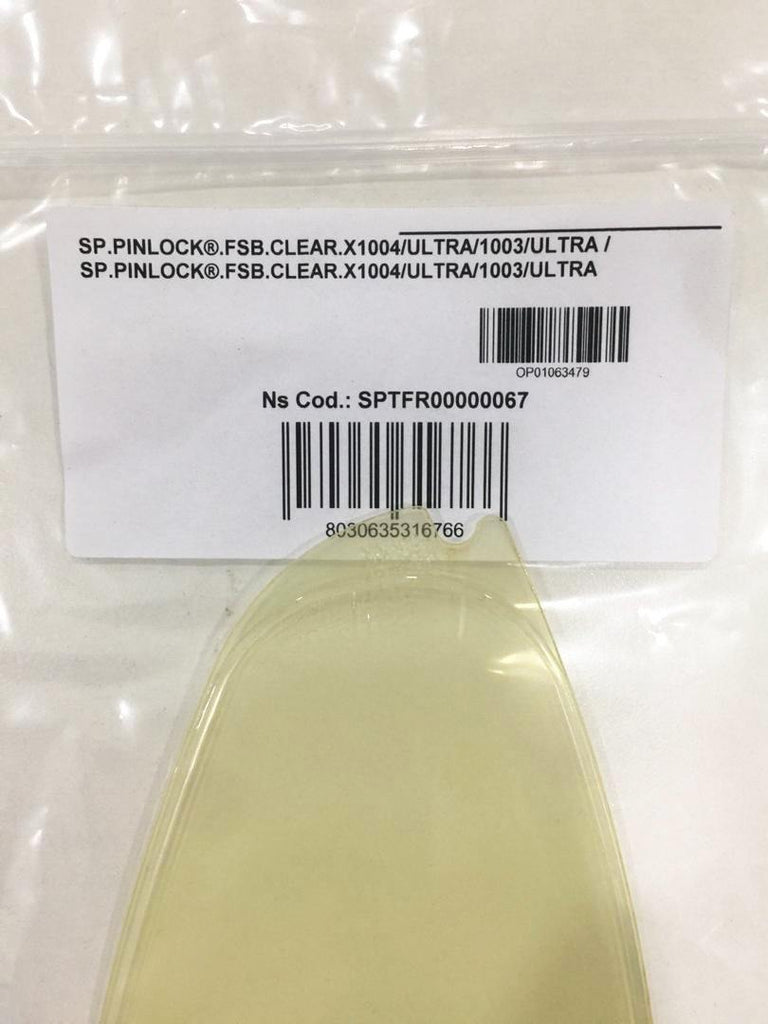 SP.PINLOCK®.FSB.CLEAR.X1004/ULTRA/1003/ULTRA /
SP.PINLOCK®.FSB.CLEAR.X1004/ULTRA/1003/ULTRA
OP01063479
Ns Cod.: SPTFR00000067
8030635316766